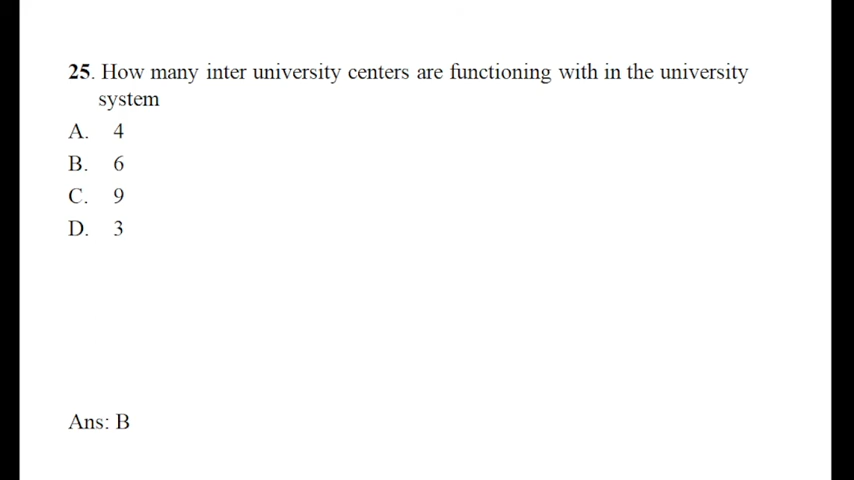 25. How many inter university centers are functioning with in the university
system
A. 4
B. 6
C. 9
D. 3
Ans: B